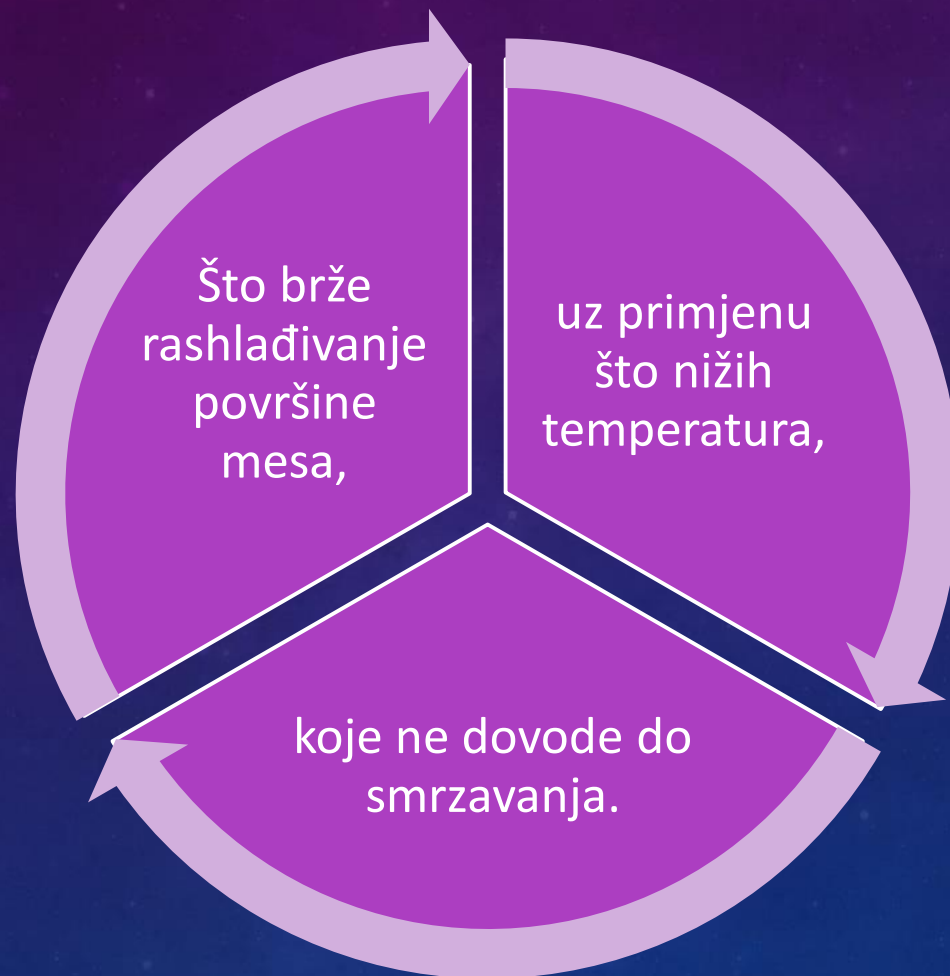 Što brže
rashlađivanje
površine
mesa,
uz primjenu
što nižih
temperatura,
koje ne dovode do
smrzavanja.